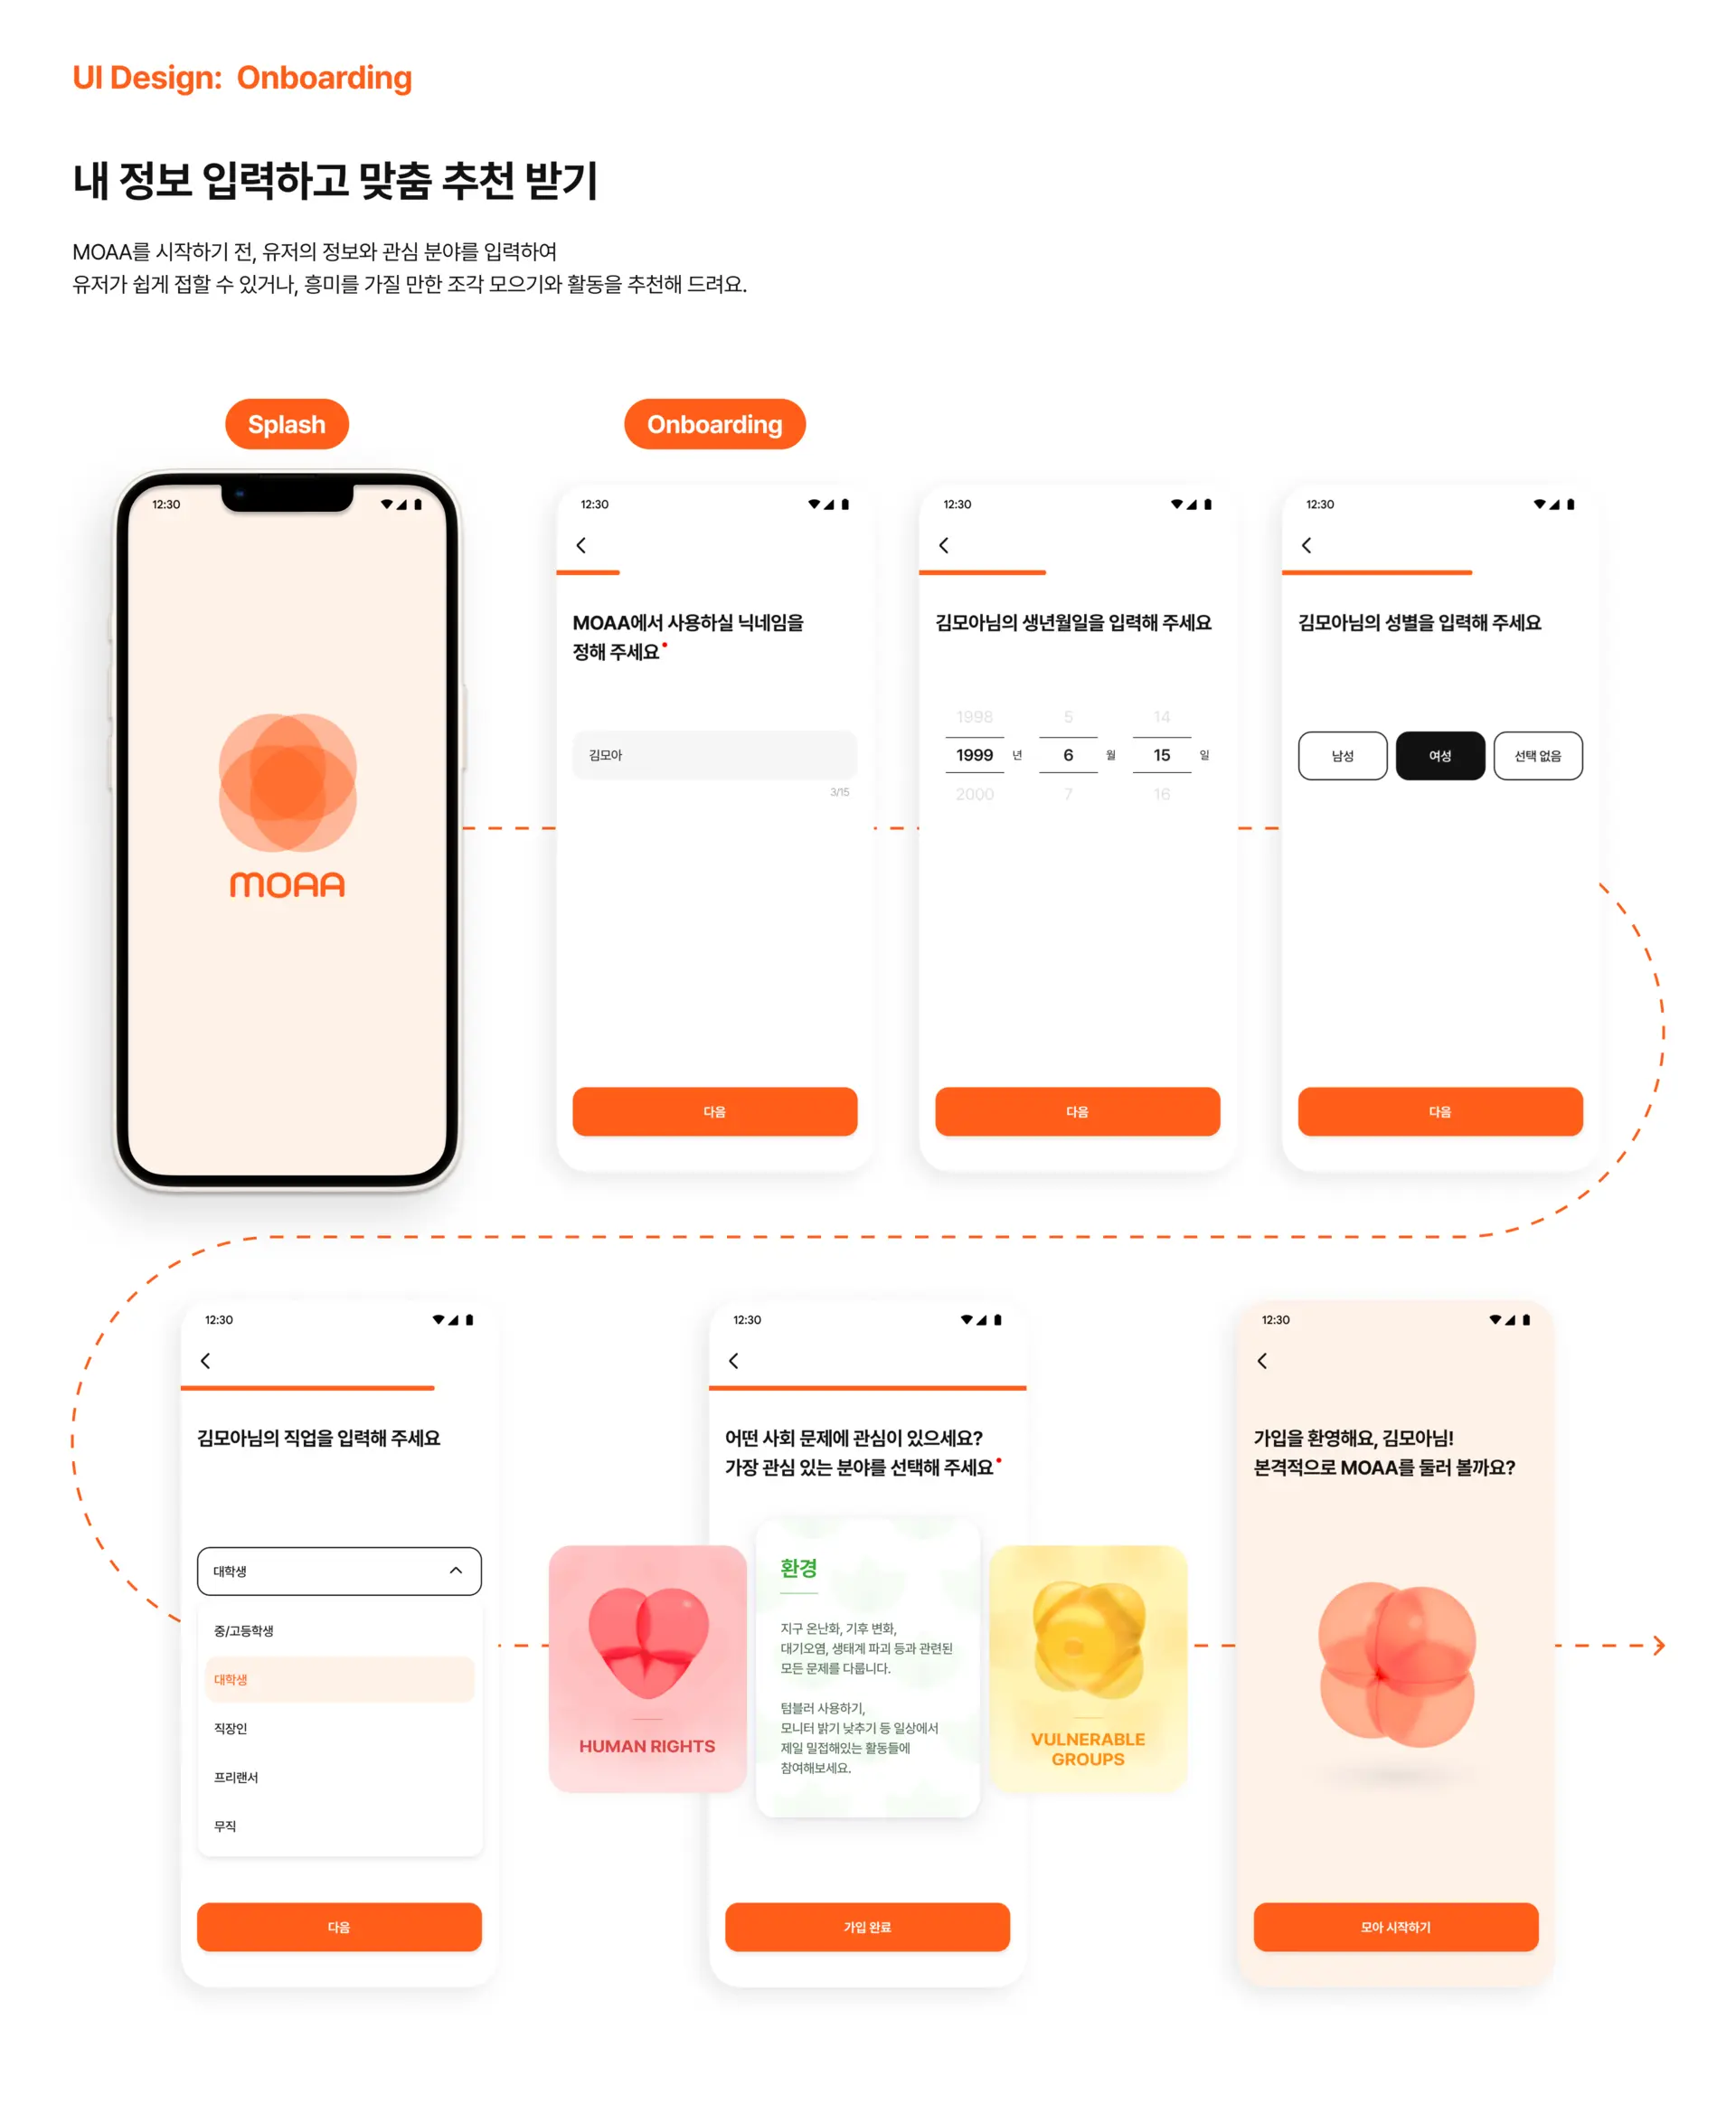 UI Design: Onboarding
내 정보 입력하고 맞춤 추천 받기
MOAA를 시작하기 전, 유저의 정보와 관심 분야를 입력하여
유저가 쉽게 접할 수 있거나, 흥미를 가질 만한 조각 모으기와 활동을 추천해 드려요.
Splash
12:30
MOAA
Onboarding
12:30
MOAA에서 사용하실 닉네임을
정해 주세요
김모아
3/15
다음
12:30
김모아님의 생년월일을 입력해 주세요
1998 5 14
1999 년 6 월 15 일
2000 7 16
다음
12:30
김모아님의 성별을 입력해 주세요
남성 여성 선택 없음
다음
12:30
김모아님의 직업을 입력해 주세요
대학생
중/고등학생
대학생
직장인
프리랜서
무직
다음
12:30
어떤 사회 문제에 관심이 있으세요?
가장 관심 있는 분야를 선택해 주세요
HUMAN RIGHTS
환경
지구 온난화, 기후 변화,
대기오염, 생태계 파괴 등과 관련된
모든 문제를 다룹니다.
텀블러 사용하기,
모니터 밝기 낮추기 등 일상에서
제일 밀접해있는 활동들에
참여해보세요.
VULNERABLE
GROUPS
가입 완료
12:30
가입을 환영해요, 김모아님!
본격적으로 MOAA를 둘러 볼까요?
모아 시작하기